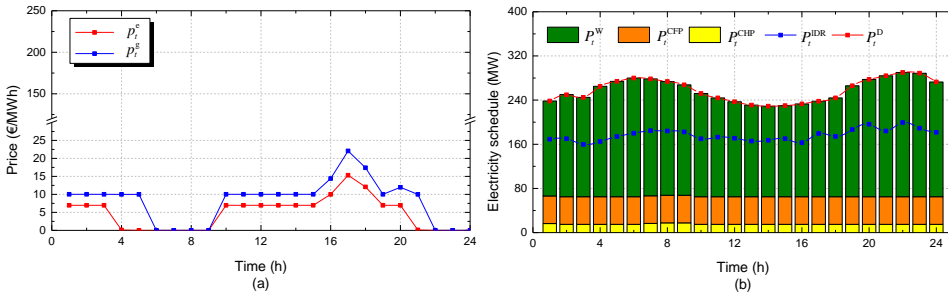 250
200
150
25
20
15
10
5
0
Price (€/MWh)
p_t^e
p_t^g
0 4 8 12 16 20 24
Time (h)
(a)
400
320
240
160
80
0
Electricity schedule (MW)
P_t^W P_t^CFP P_t^CHP P_t^IDR P_t^D
0 4 8 12 16 20 24
Time (h)
(b)